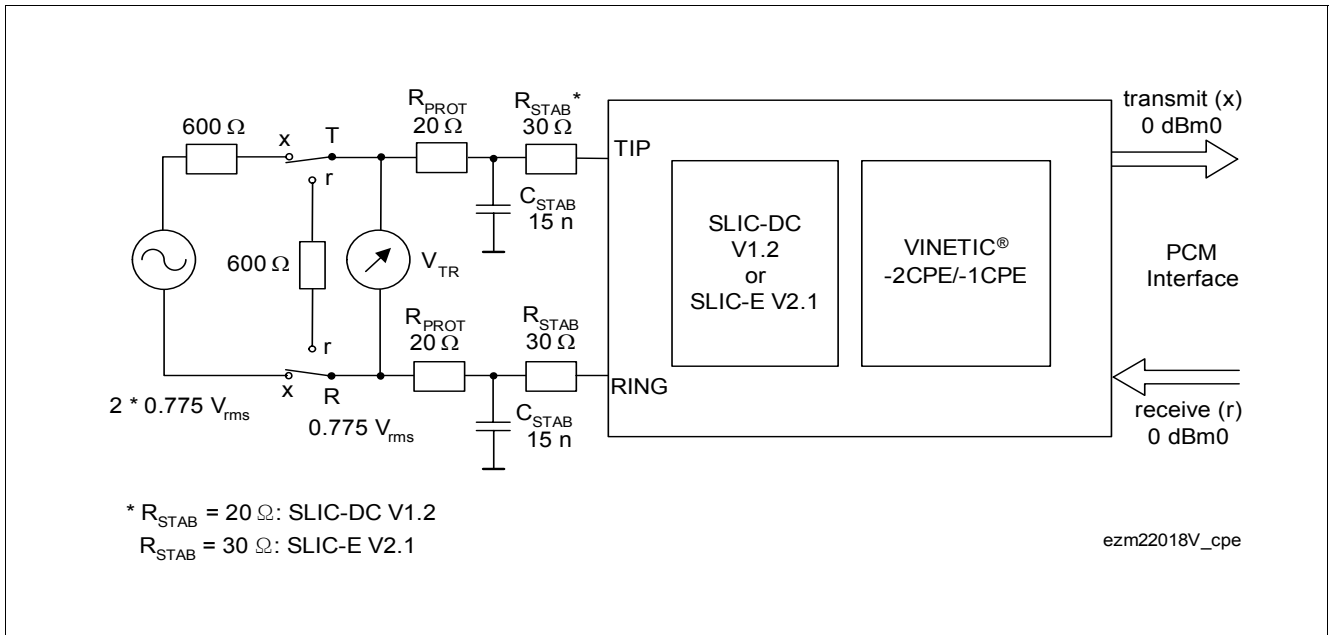 R_PROT
20 Ω
R_STAB*
30 Ω
600 Ω
x
T
r
TIP
C_STAB
15 n
600 Ω
V_TR
SLIC-DC
V1.2
or
SLIC-E V2.1
VINETIC®
-2CPE/-1CPE
transmit (x)
0 dBm0
PCM
Interface
R_PROT
20 Ω
R_STAB
30 Ω
r
x
R
RING
2 * 0.775 V_rms
0.775 V_rms
C_STAB
15 n
receive (r)
0 dBm0
* R_STAB = 20 Ω: SLIC-DC V1.2
R_STAB = 30 Ω: SLIC-E V2.1
ezm22018V_cpe